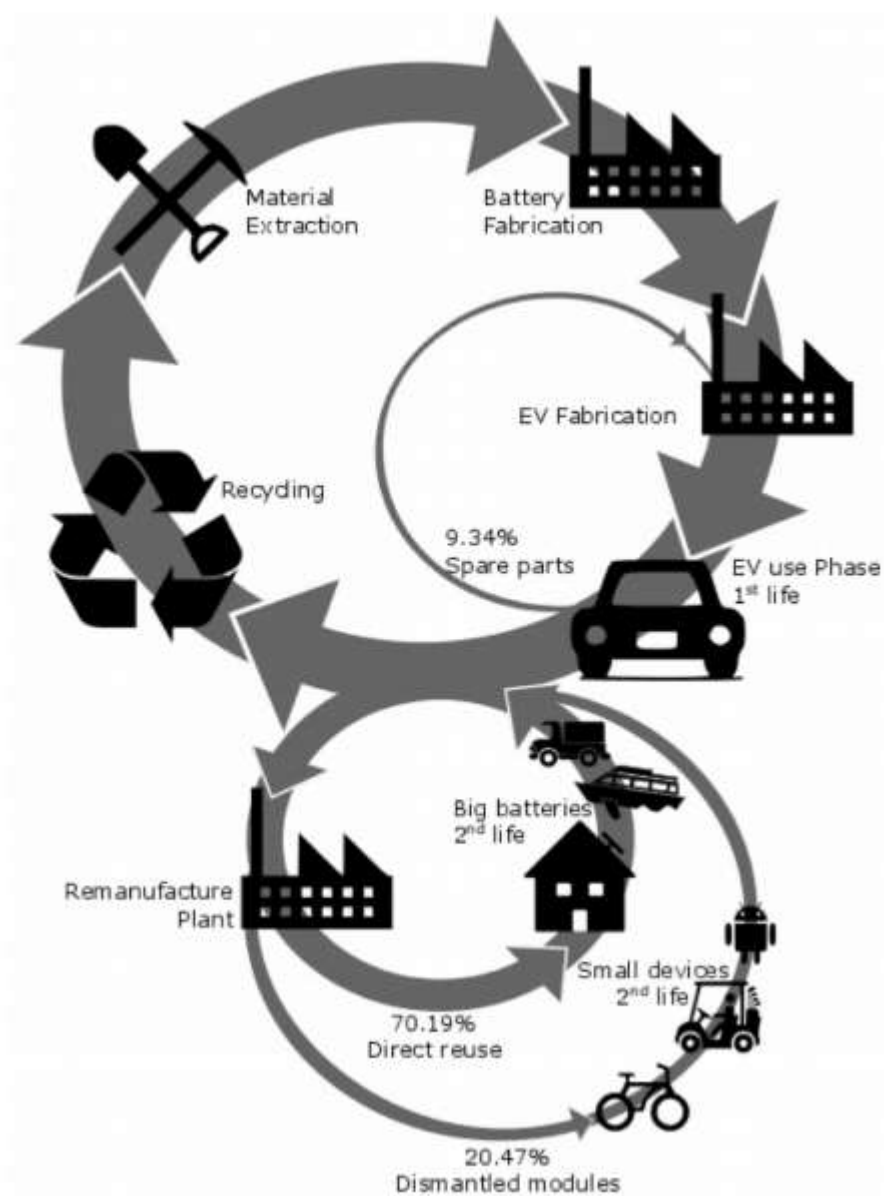 Material
Extraction
Battery
Fabrication
EV Fabrication
Recycling
9.34%
Spare parts
EV use Phase
1st life
Big batteries
2nd life
Remanufacture
Plant
Small devices
2nd life
70.19%
Direct reuse
20.47%
Dismantled modules